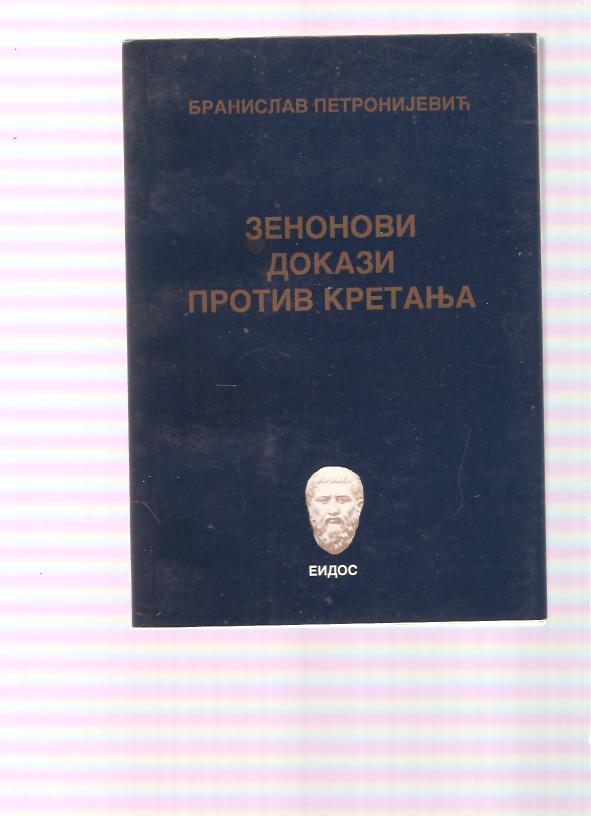 БРАНИСЛАВ ПЕТРОНИЈЕВИЋ
ЗЕНОНОВИ
ДОКАЗИ
ПРОТИВ КРЕТАЊА
ЕИДОС